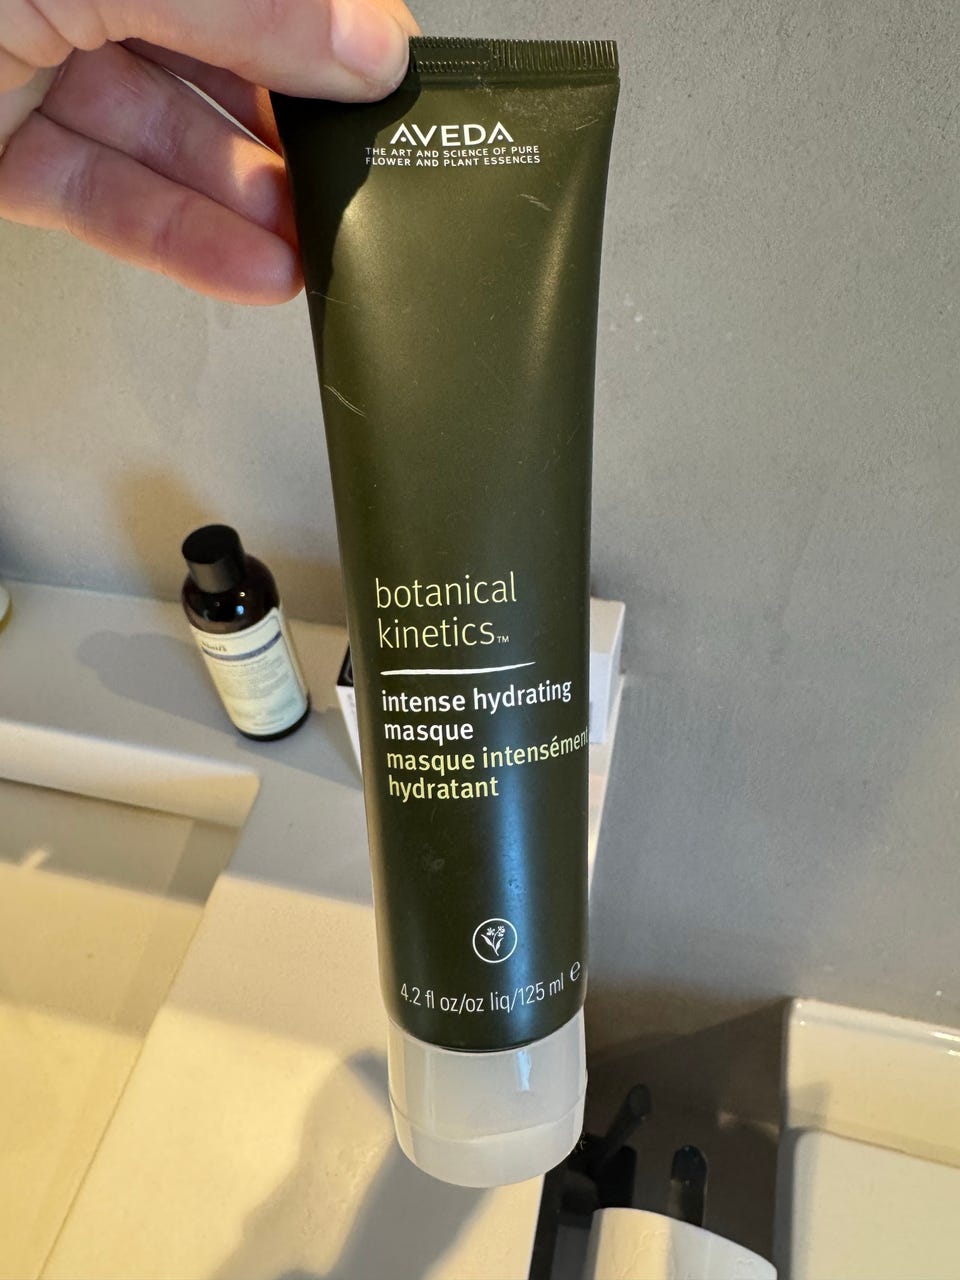 AVEDA
THE ART AND SCIENCE OF PURE
FLOWER AND PLANT ESSENCES
botanical
kinetics™
intense hydrating
masque
masque intensément
hydratant
4.2 fl oz/oz liq/125 ml ℮